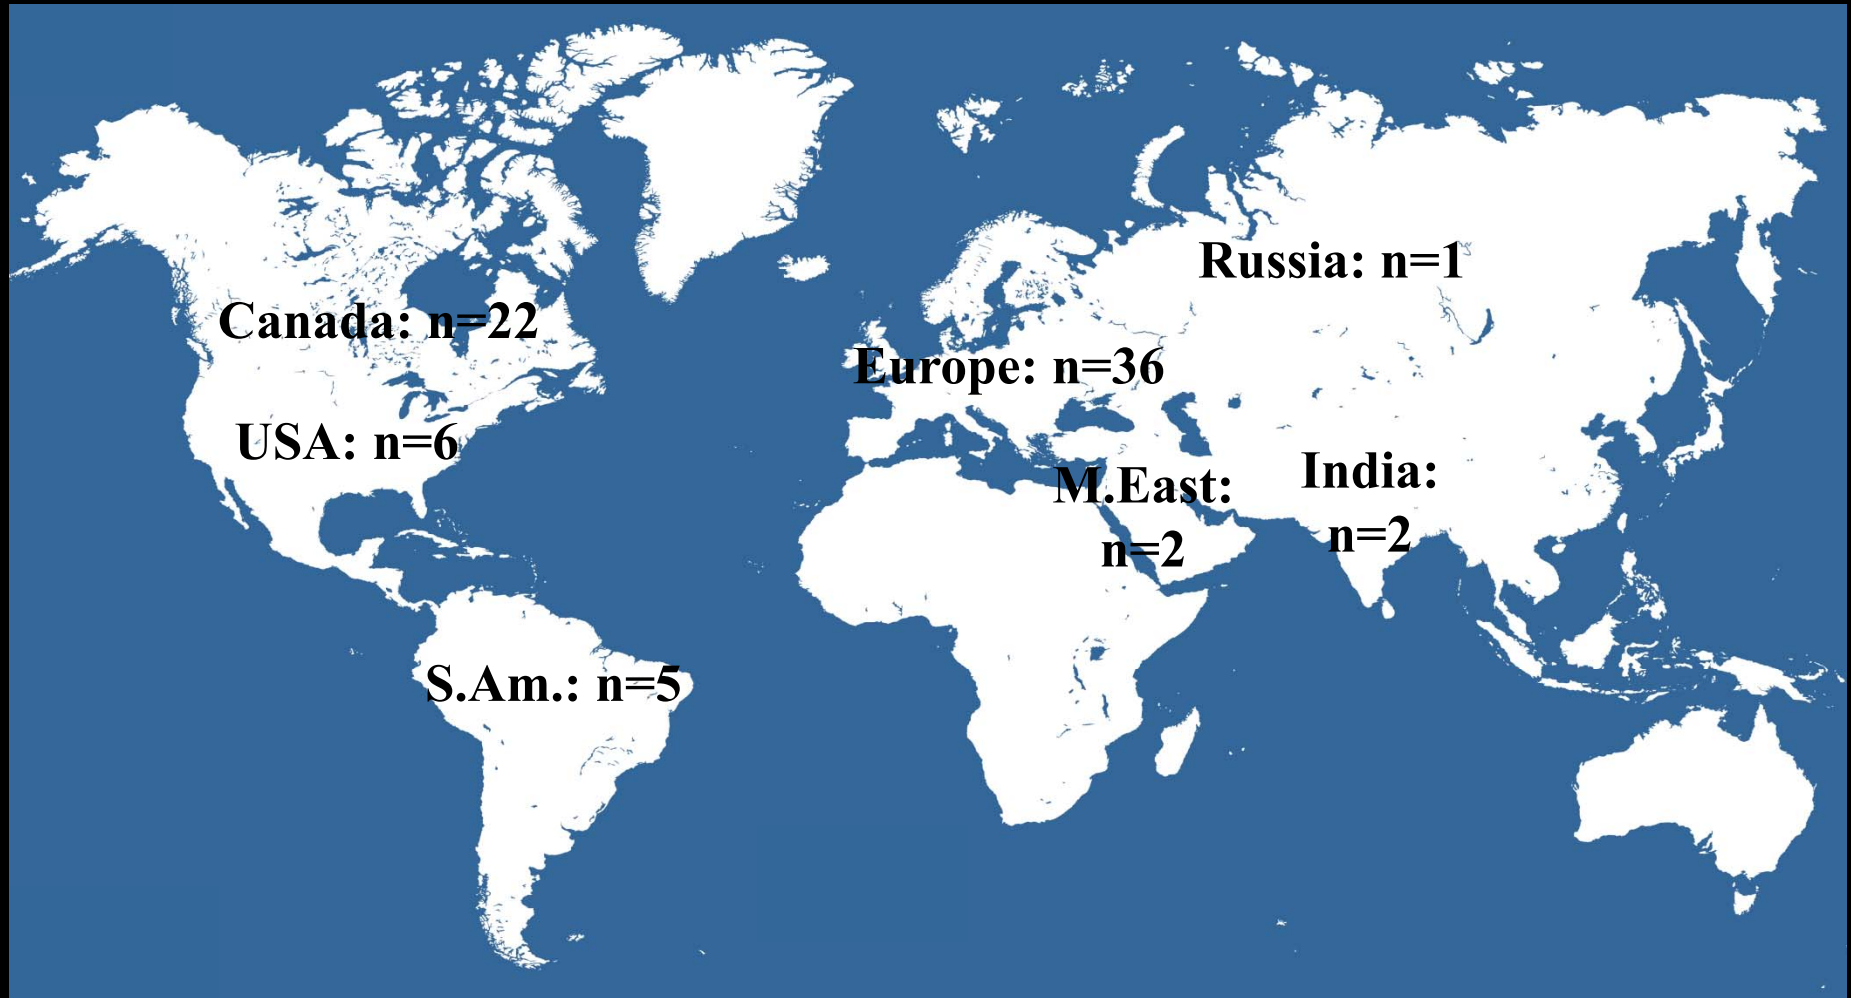 Russia: n=1
Canada: n=22
Europe: n=36
USA: n=6
M.East:
n=2
India:
n=2
S.Am.: n=5